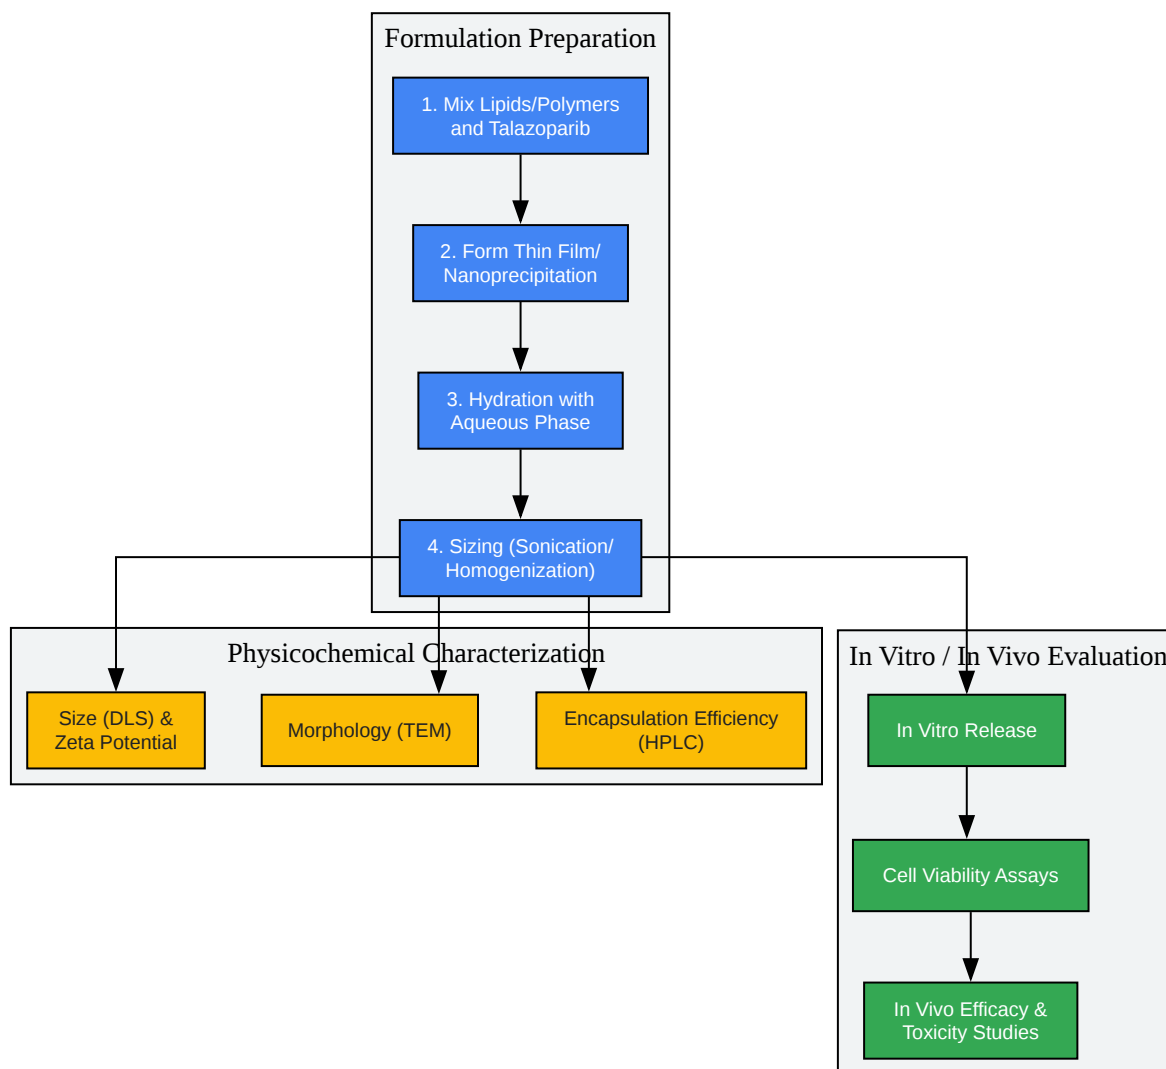 Formulation Preparation
1. Mix Lipids/Polymers
and Talazoparib
2. Form Thin Film/
Nanoprecipitation
3. Hydration with
Aqueous Phase
4. Sizing (Sonication/
Homogenization)
Physicochemical Characterization
Size (DLS) &
Zeta Potential
Morphology (TEM)
Encapsulation Efficiency
(HPLC)
In Vitro / In Vivo Evaluation
In Vitro Release
Cell Viability Assays
In Vivo Efficacy &
Toxicity Studies